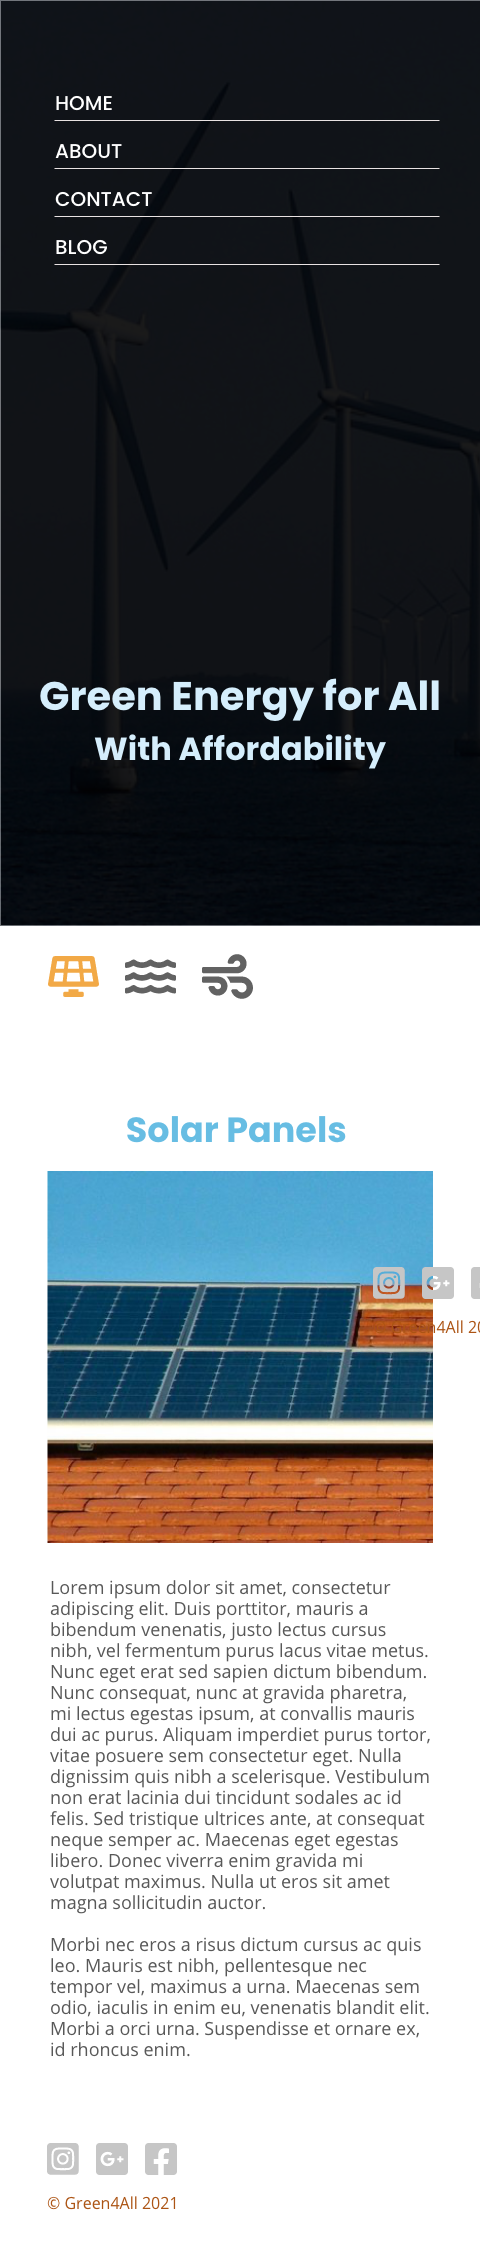 HOME
ABOUT
CONTACT
BLOG
Green Energy for All
With Affordability
Solar Panels
G+
n4All 20
Lorem ipsum dolor sit amet, consectetur
adipiscing elit. Duis porttitor, mauris a
bibendum venenatis, justo lectus cursus
nibh, vel fermentum purus lacus vitae metus.
Nunc eget erat sed sapien dictum bibendum.
Nunc consequat, nunc at gravida pharetra,
mi lectus egestas ipsum, at convallis mauris
dui ac purus. Aliquam imperdiet purus tortor,
vitae posuere sem consectetur eget. Nulla
dignissim quis nibh a scelerisque. Vestibulum
non erat lacinia dui tincidunt sodales ac id
felis. Sed tristique ultrices ante, at consequat
neque semper ac. Maecenas eget egestas
libero. Donec viverra enim gravida mi
volutpat maximus. Nulla ut eros sit amet
magna sollicitudin auctor.
Morbi nec eros a risus dictum cursus ac quis
leo. Mauris est nibh, pellentesque nec
tempor vel, maximus a urna. Maecenas sem
odio, iaculis in enim eu, venenatis blandit elit.
Morbi a orci urna. Suspendisse et ornare ex,
id rhoncus enim.
G+ f
© Green4All 2021